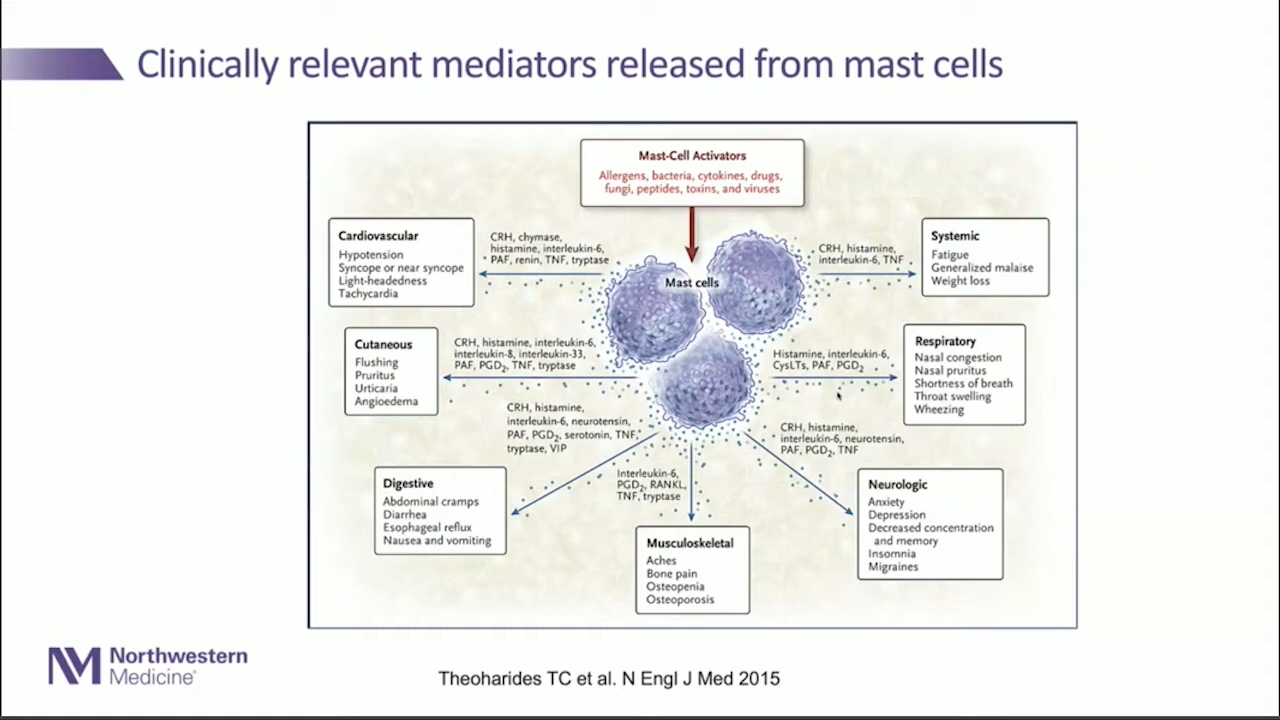 Clinically relevant mediators released from mast cells
Mast-Cell Activators
Allergens, bacteria, cytokines, drugs,
fungi, peptides, toxins, and viruses
Mast cells
Cardiovascular
Hypotension
Syncope or near syncope
Light-headedness
Tachycardia
CRH, chymase,
histamine, interleukin-6,
PAF, renin, TNF, tryptase
CRH, histamine,
interleukin-6, TNF
Systemic
Fatigue
Generalized malaise
Weight loss
Cutaneous
Flushing
Pruritus
Urticaria
Angioedema
CRH, histamine, interleukin-6,
interleukin-8, interleukin-33,
PAF, PGD₂, TNF, tryptase
Histamine, interleukin-6,
CysLTs, PAF, PGD₂
Respiratory
Nasal congestion
Nasal pruritus
Shortness of breath
Throat swelling
Wheezing
CRH, histamine,
interleukin-6, neurotensin,
PAF, PGD₂, serotonin, TNF,
tryptase, VIP
Digestive
Abdominal cramps
Diarrhea
Esophageal reflux
Nausea and vomiting
Interleukin-6,
PGD₂, RANKL,
TNF, tryptase
Musculoskeletal
Aches
Bone pain
Osteopenia
Osteoporosis
CRH, histamine,
interleukin-6, neurotensin,
PAF, PGD₂, TNF
Neurologic
Anxiety
Depression
Decreased concentration
and memory
Insomnia
Migraines
NM Northwestern
Medicine®
Theoharides TC et al. N Engl J Med 2015